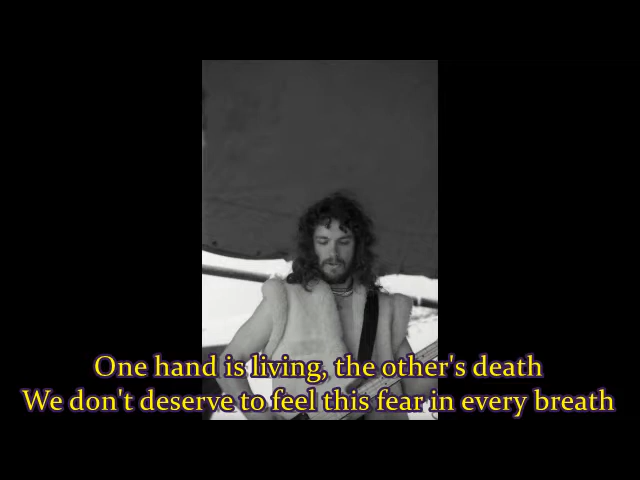 One hand is living, the other's death
We don't deserve to feel this fear in every breath